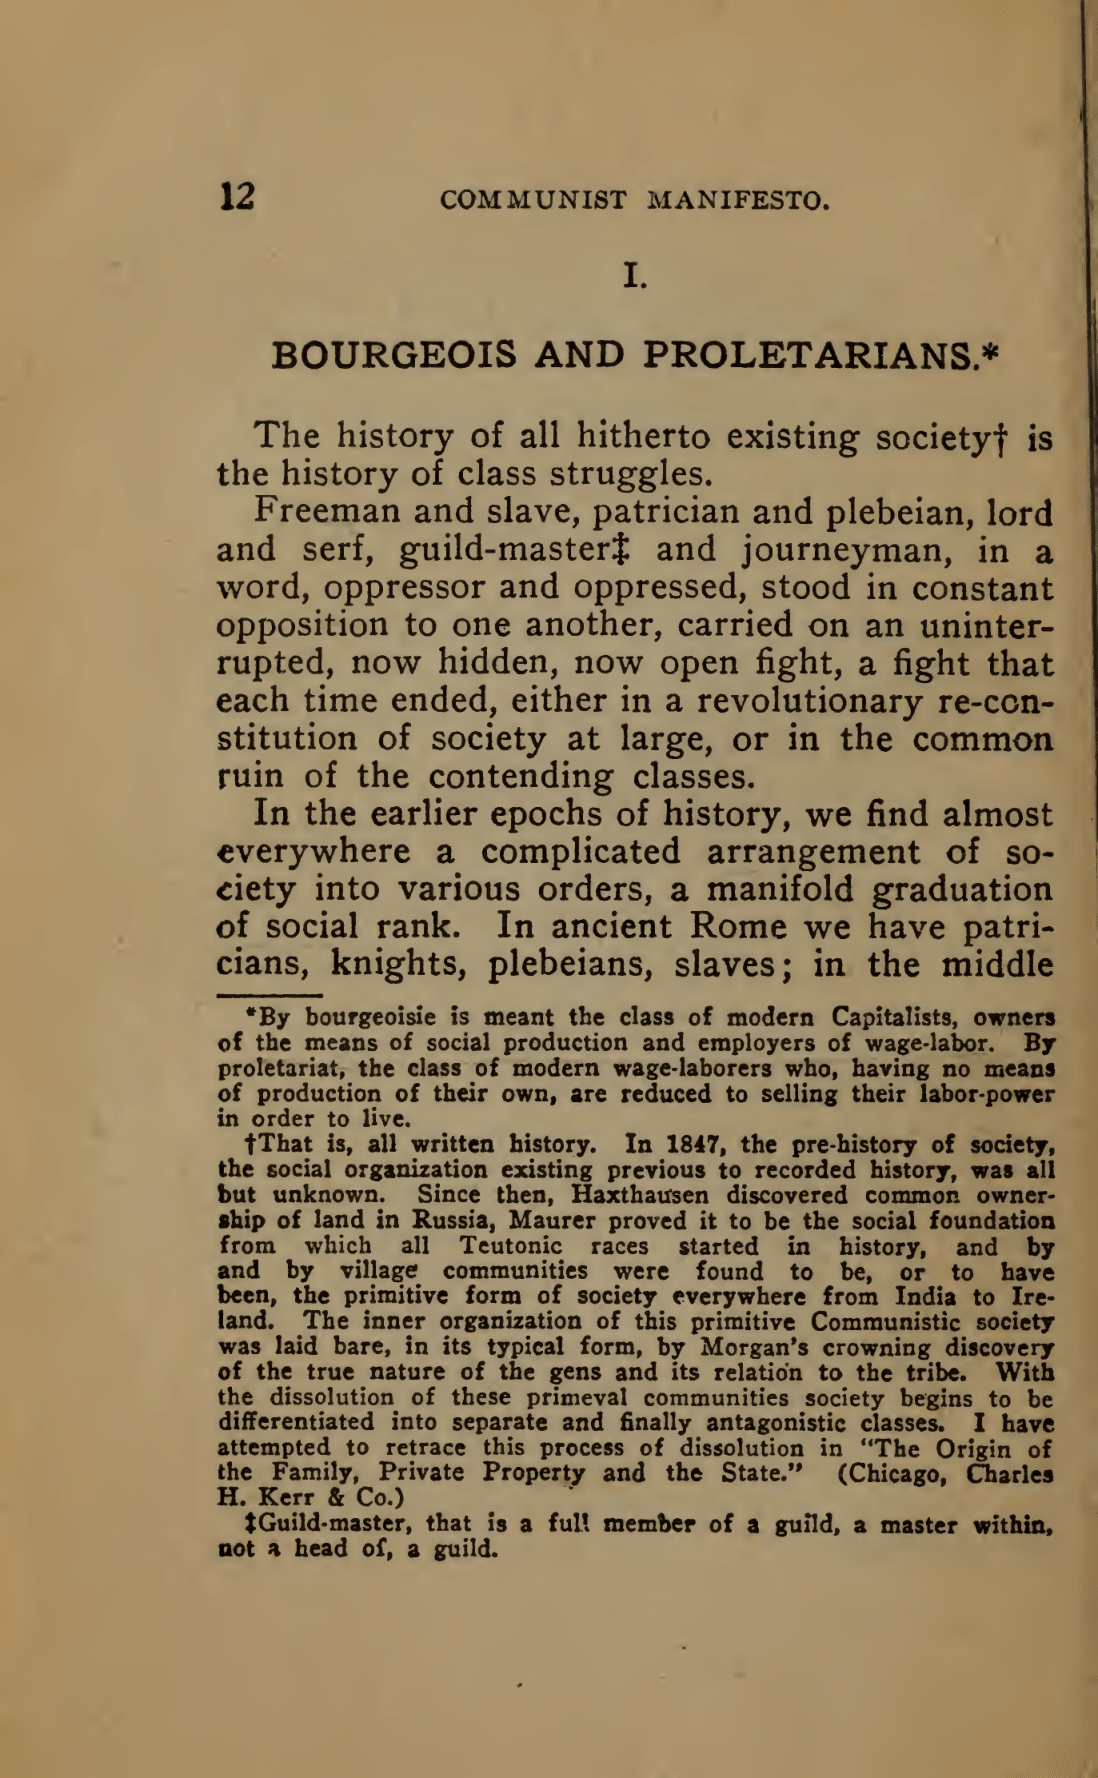 12 COMMUNIST MANIFESTO.
I.
BOURGEOIS AND PROLETARIANS.*
The history of all hitherto existing society† is
the history of class struggles.
Freeman and slave, patrician and plebeian, lord
and serf, guild-master‡ and journeyman, in a
word, oppressor and oppressed, stood in constant
opposition to one another, carried on an uninter-
rupted, now hidden, now open fight, a fight that
each time ended, either in a revolutionary re-con-
stitution of society at large, or in the common
ruin of the contending classes.
In the earlier epochs of history, we find almost
everywhere a complicated arrangement of so-
ciety into various orders, a manifold graduation
of social rank. In ancient Rome we have patri-
cians, knights, plebeians, slaves; in the middle
*By bourgeoisie is meant the class of modern Capitalists, owners
of the means of social production and employers of wage-labor. By
proletariat, the class of modern wage-laborers who, having no means
of production of their own, are reduced to selling their labor-power
in order to live.
†That is, all written history. In 1847, the pre-history of society,
the social organization existing previous to recorded history, was all
but unknown. Since then, Haxthausen discovered common owner-
ship of land in Russia, Maurer proved it to be the social foundation
from which all Teutonic races started in history, and by
and by village communities were found to be, or to have
been, the primitive form of society everywhere from India to Ire-
land. The inner organization of this primitive Communistic society
was laid bare, in its typical form, by Morgan's crowning discovery
of the true nature of the gens and its relation to the tribe. With
the dissolution of these primeval communities society begins to be
differentiated into separate and finally antagonistic classes. I have
attempted to retrace this process of dissolution in "The Origin of
the Family, Private Property and the State." (Chicago, Charles
H. Kerr & Co.)
‡Guild-master, that is a full member of a guild, a master within,
not a head of, a guild.